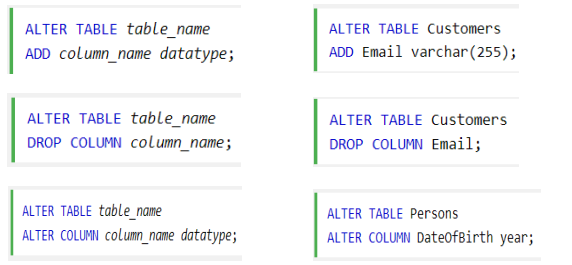 ALTER TABLE table_name
ADD column_name datatype;
ALTER TABLE Customers
ADD Email varchar(255);
ALTER TABLE table_name
DROP COLUMN column_name;
ALTER TABLE Customers
DROP COLUMN Email;
ALTER TABLE table_name
ALTER COLUMN column_name datatype;
ALTER TABLE Persons
ALTER COLUMN DateOfBirth year;